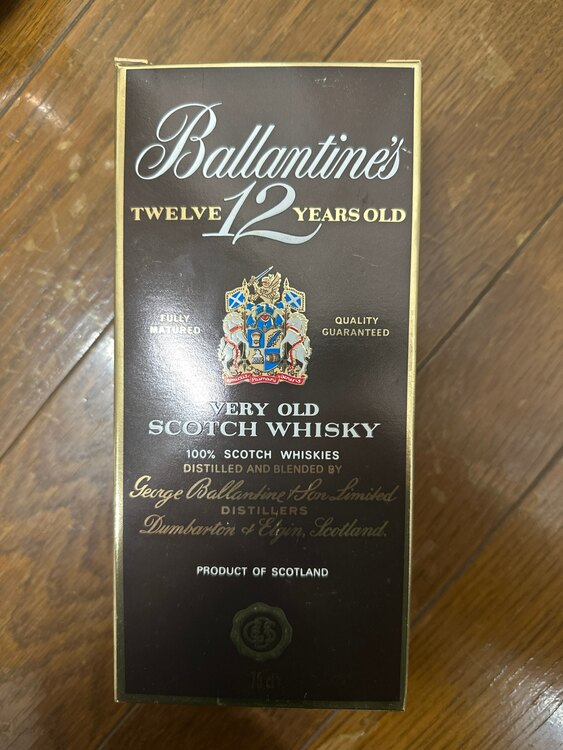 Ballantine's
TWELVE 12 YEARS OLD
FULLY MATURED
QUALITY GUARANTEED
VERY OLD
SCOTCH WHISKY
100% SCOTCH WHISKIES
DISTILLED AND BLENDED BY
George Ballantine & Son Limited
DISTILLERS
Dumbarton & Elgin, Scotland.
PRODUCT OF SCOTLAND